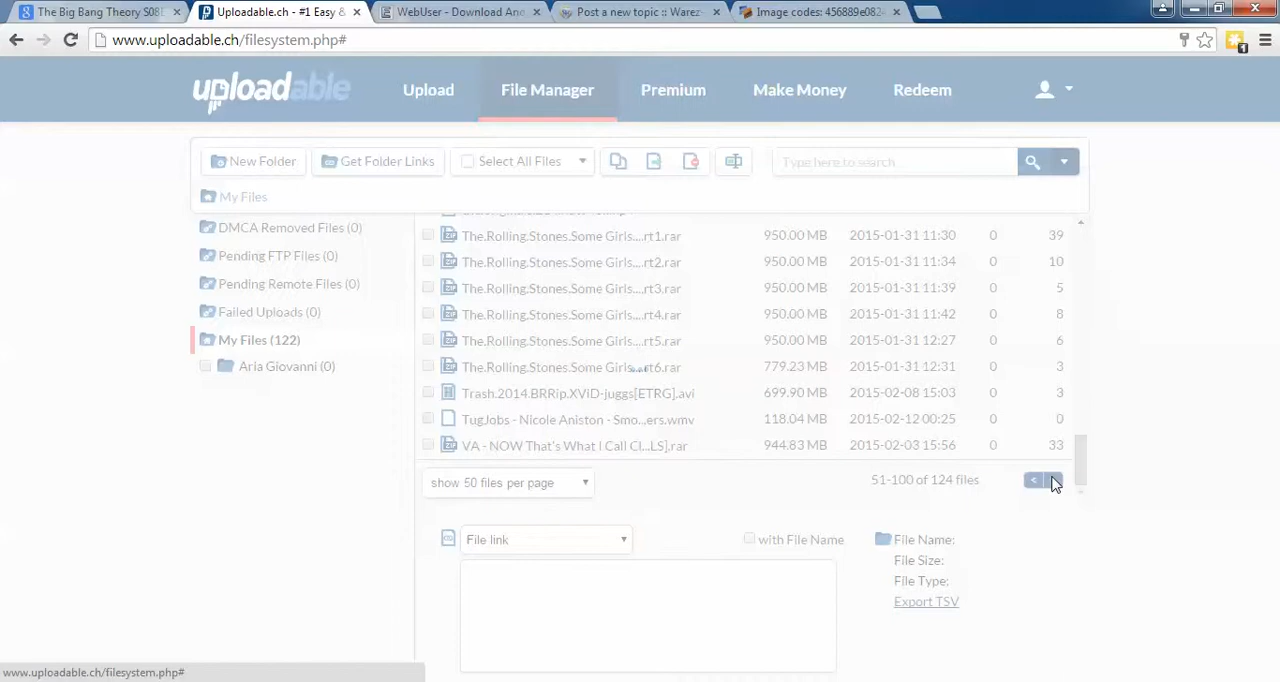 The Big Bang Theory S08E
Uploadable.ch - #1 Easy &
WebUser - Download Ano
Post a new topic :: Warez-
Image codes: 456889e082
www.uploadable.ch/filesystem.php#
uploadable
Upload
File Manager
Premium
Make Money
Redeem
New Folder
Get Folder Links
Select All Files
Type here to search
My Files
DMCA Removed Files (0)
Pending FTP Files (0)
Pending Remote Files (0)
Failed Uploads (0)
My Files (122)
Aria Giovanni (0)
The.Rolling.Stones.Some Girls....rt1.rar 950.00 MB 2015-01-31 11:30 0 39
The.Rolling.Stones.Some Girls....rt2.rar 950.00 MB 2015-01-31 11:34 0 10
The.Rolling.Stones.Some Girls....rt3.rar 950.00 MB 2015-01-31 11:39 0 5
The.Rolling.Stones.Some Girls....rt4.rar 950.00 MB 2015-01-31 11:42 0 8
The.Rolling.Stones.Some Girls....rt5.rar 950.00 MB 2015-01-31 12:27 0 6
The.Rolling.Stones.Some Girls....rt6.rar 779.23 MB 2015-01-31 12:31 0 3
Trash.2014.BRRip.XViD-juggs[ETRG].avi 699.90 MB 2015-02-08 15:03 0 3
TugJobs - Nicole Aniston - Smo...ers.wmv 118.04 MB 2015-02-12 00:25 0 0
VA - NOW That's What I Call Cl...LS].rar 944.83 MB 2015-02-03 15:56 0 33
show 50 files per page
51-100 of 124 files
< 
File link
with File Name
File Name:
File Size:
File Type:
Export TSV
www.uploadable.ch/filesystem.php#